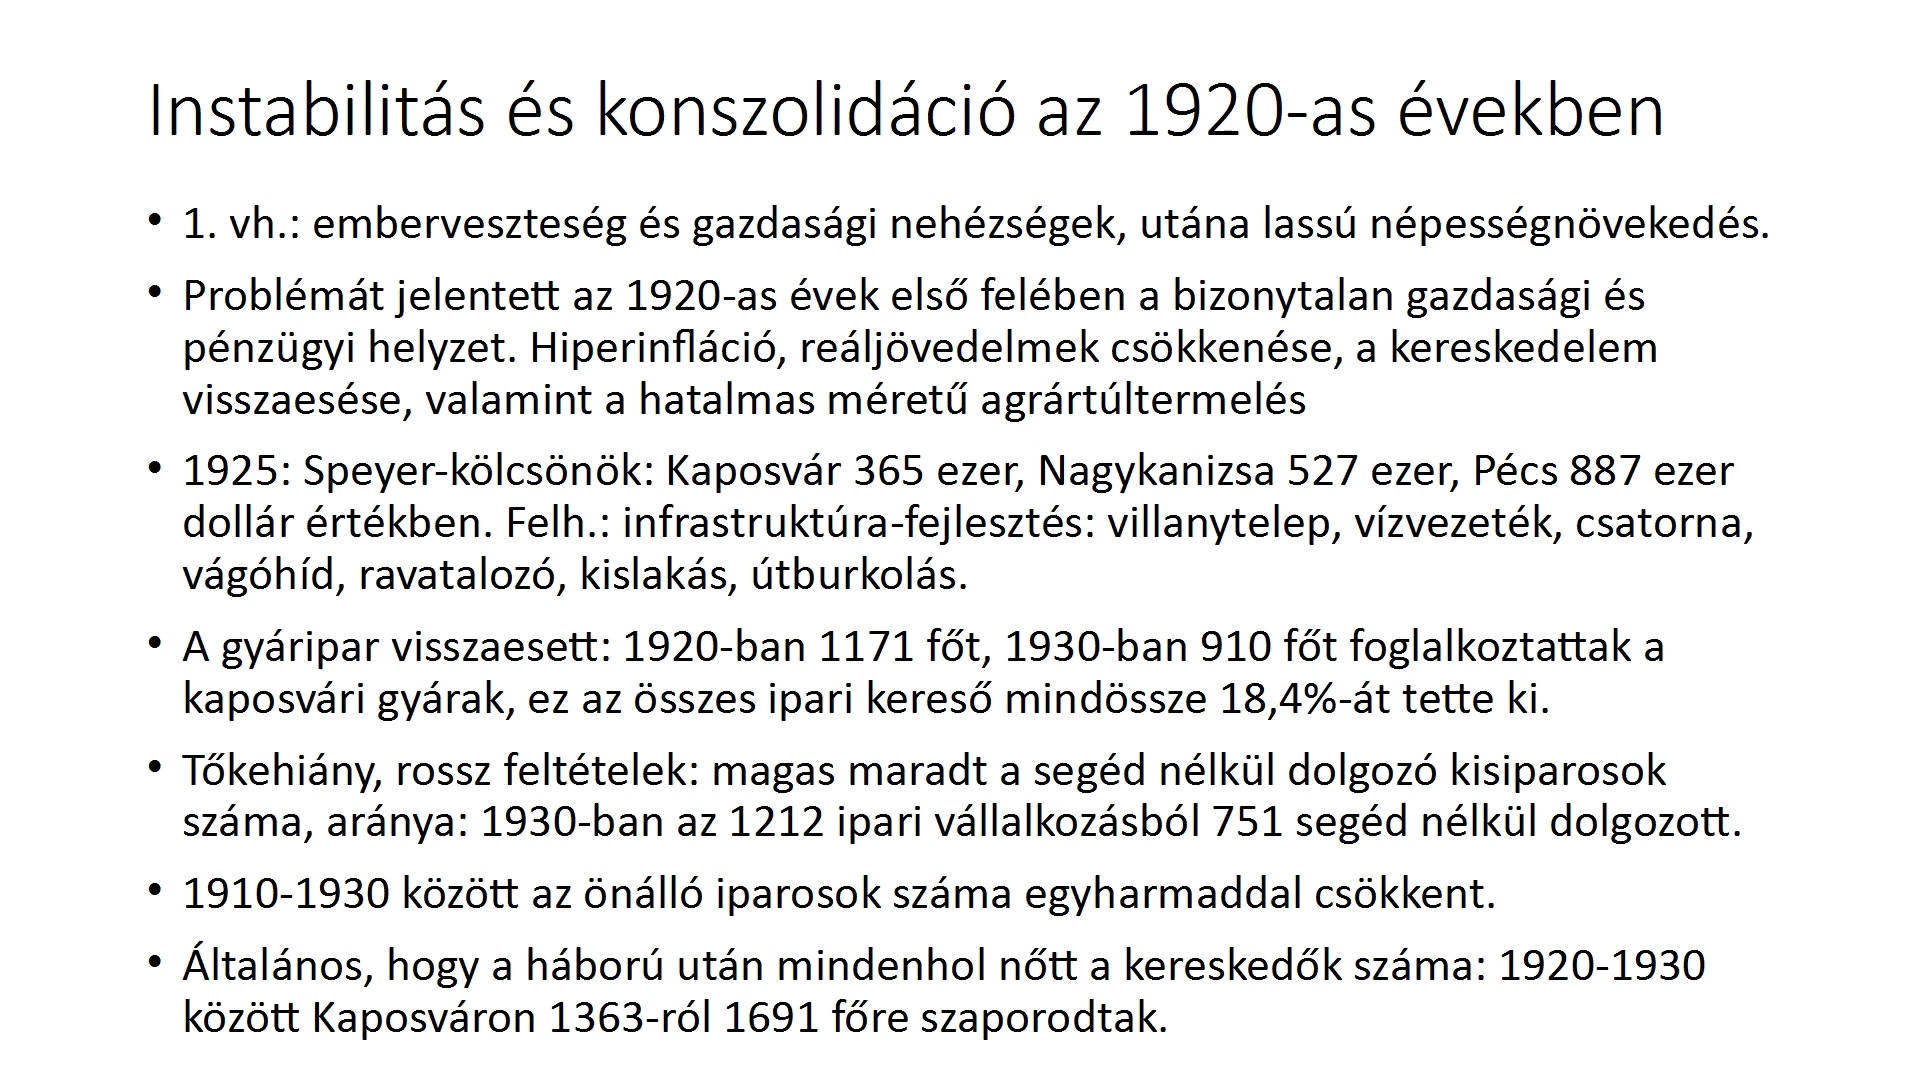 Instabilitás és konszolidáció az 1920-as években
• 1. vh.: emberveszteség és gazdasági nehézségek, utána lassú népességnövekedés.
• Problémát jelentett az 1920-as évek első felében a bizonytalan gazdasági és
pénzügyi helyzet. Hiperinfláció, reáljövedelmek csökkenése, a kereskedelem
visszaesése, valamint a hatalmas méretű agrártúltermelés
• 1925: Speyer-kölcsönök: Kaposvár 365 ezer, Nagykanizsa 527 ezer, Pécs 887 ezer
dollár értékben. Felh.: infrastruktúra-fejlesztés: villanytelep, vízvezeték, csatorna,
vágóhíd, ravatalozó, kislakás, útburkolás.
• A gyáripar visszaesett: 1920-ban 1171 főt, 1930-ban 910 főt foglalkoztattak a
kaposvári gyárak, ez az összes ipari kereső mindössze 18,4%-át tette ki.
• Tőkehiány, rossz feltételek: magas maradt a segéd nélkül dolgozó kisiparosok
száma, aránya: 1930-ban az 1212 ipari vállalkozásból 751 segéd nélkül dolgozott.
• 1910-1930 között az önálló iparosok száma egyharmaddal csökkent.
• Általános, hogy a háború után mindenhol nőtt a kereskedők száma: 1920-1930
között Kaposváron 1363-ról 1691 főre szaporodtak.